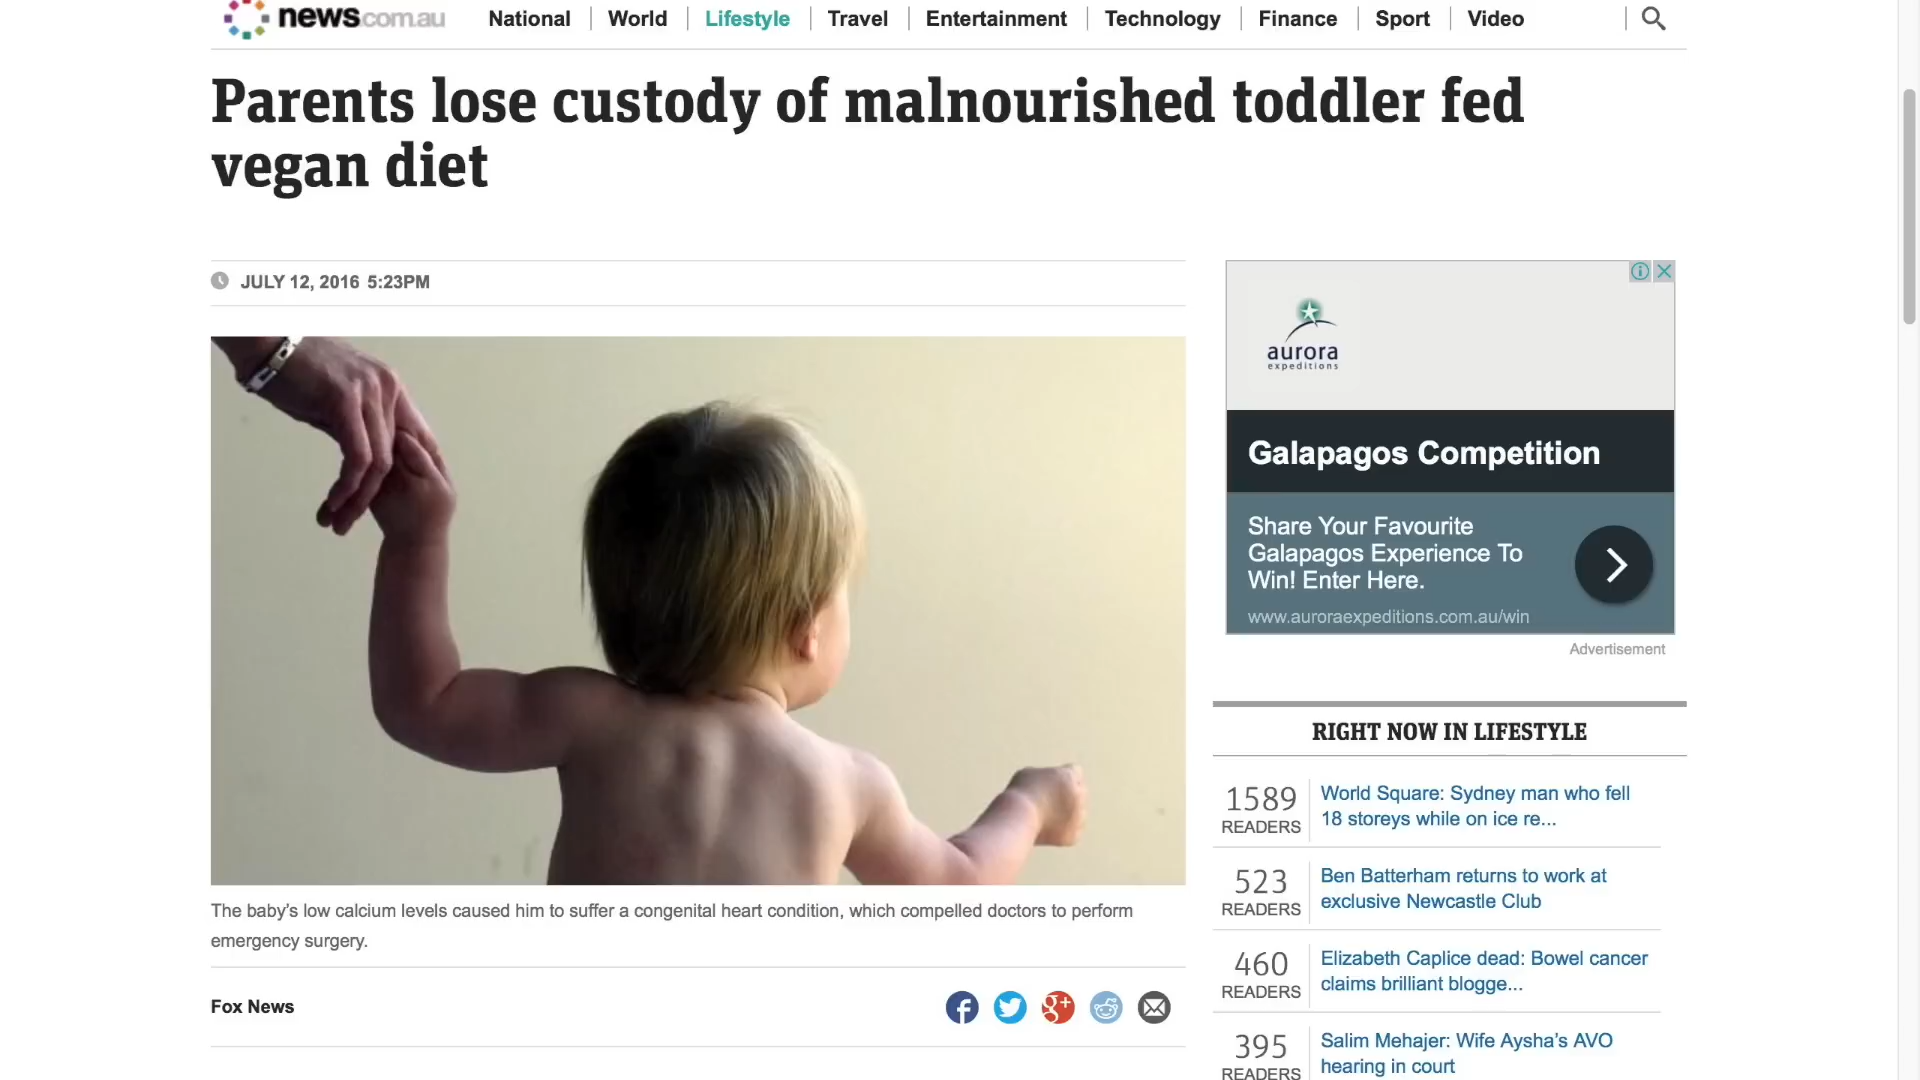 news.com.au
National
World
Lifestyle
Travel
Entertainment
Technology
Finance
Sport
Video
Parents lose custody of malnourished toddler fed
vegan diet
JULY 12, 2016 5:23PM
The baby's low calcium levels caused him to suffer a congenital heart condition, which compelled doctors to perform
emergency surgery.
Fox News
aurora
expeditions
Galapagos Competition
Share Your Favourite
Galapagos Experience To
Win! Enter Here.
www.auroraexpeditions.com.au/win
Advertisement
RIGHT NOW IN LIFESTYLE
1589
READERS
World Square: Sydney man who fell
18 storeys while on ice re...
523
READERS
Ben Batterham returns to work at
exclusive Newcastle Club
460
READERS
Elizabeth Caplice dead: Bowel cancer
claims brilliant blogge...
395
READERS
Salim Mehajer: Wife Aysha's AVO
hearing in court